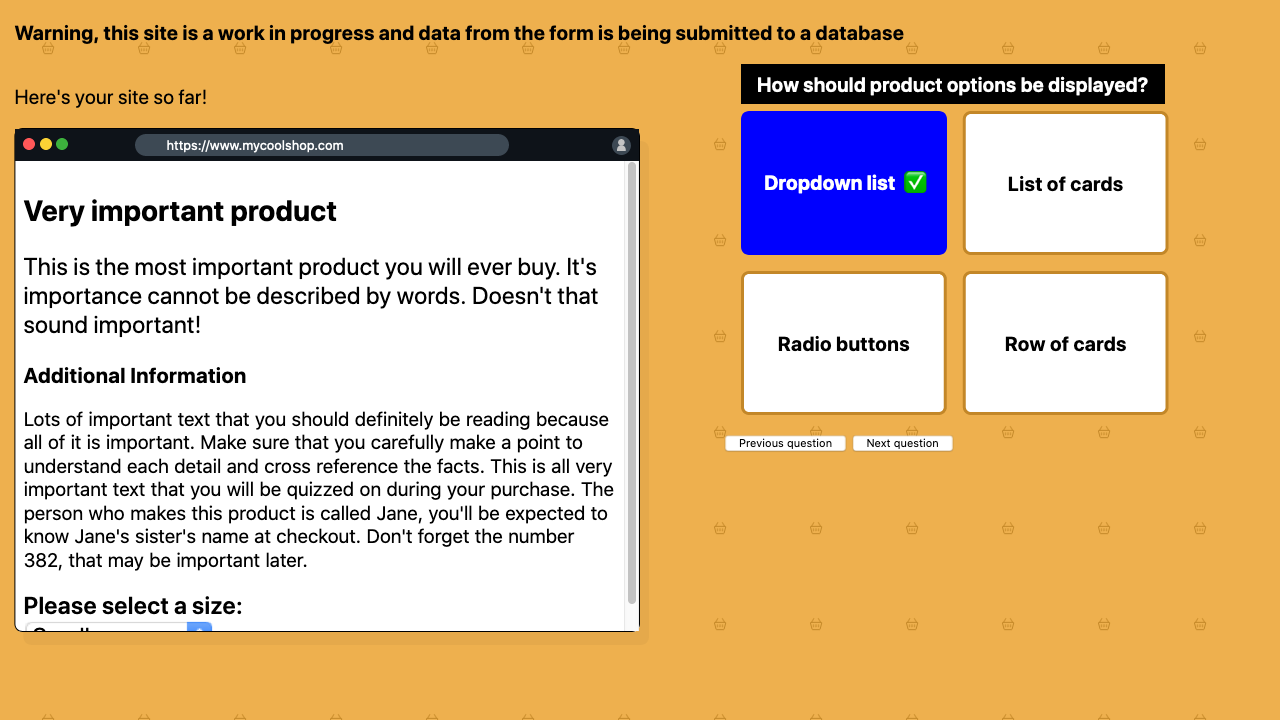 Warning, this site is a work in progress and data from the form is being submitted to a database
Here's your site so far!
https://www.mycoolshop.com
Very important product
This is the most important product you will ever buy. It's
importance cannot be described by words. Doesn't that
sound important!
Additional Information
Lots of important text that you should definitely be reading because
all of it is important. Make sure that you carefully make a point to
understand each detail and cross reference the facts. This is all very
important text that you will be quizzed on during your purchase. The
person who makes this product is called Jane, you'll be expected to
know Jane's sister's name at checkout. Don't forget the number
382, that may be important later.
Please select a size:
How should product options be displayed?
Dropdown list ✅
List of cards
Radio buttons
Row of cards
Previous question
Next question